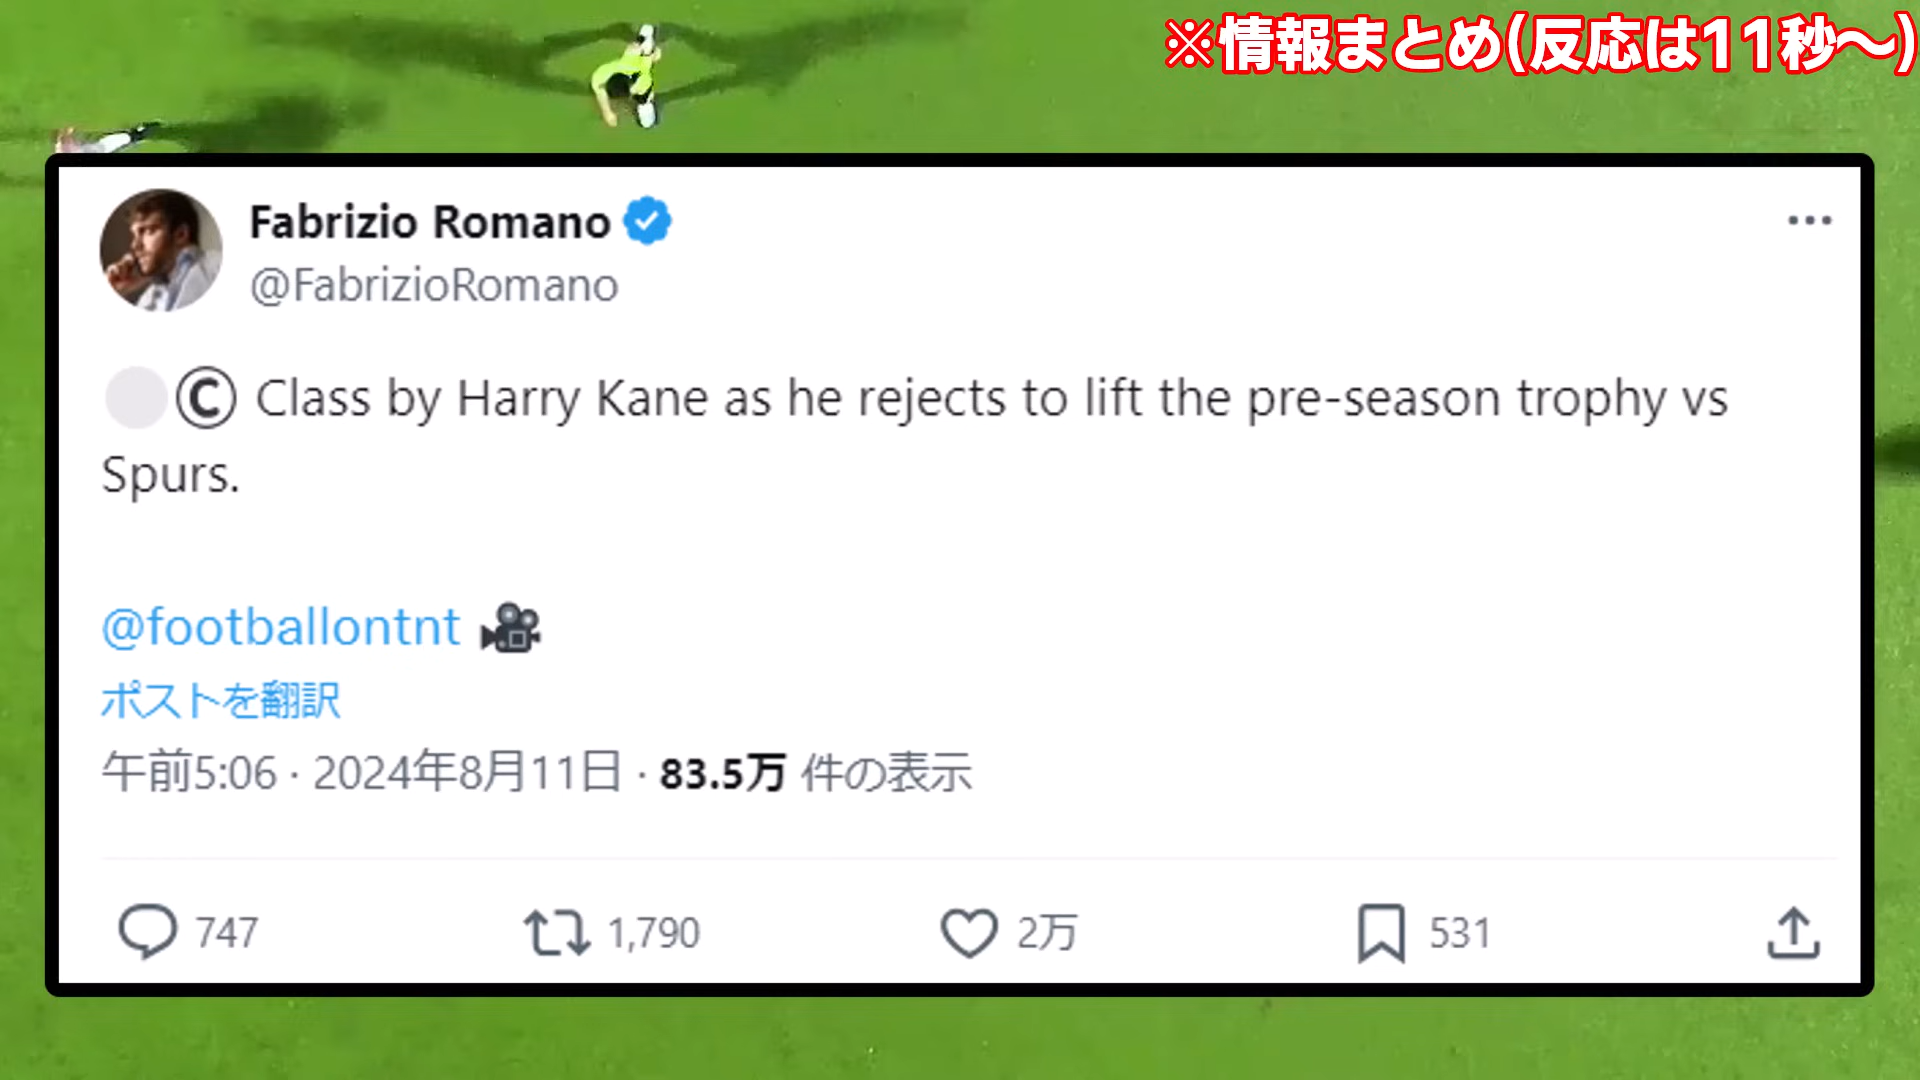 ※情報まとめ(反応は11秒～)
Fabrizio Romano
@FabrizioRomano
©️ Class by Harry Kane as he rejects to lift the pre-season trophy vs
Spurs.
@footballontnt 🎥
ポストを翻訳
午前5:06 · 2024年8月11日 · 83.5万 件の表示
747 1,790 2万 531